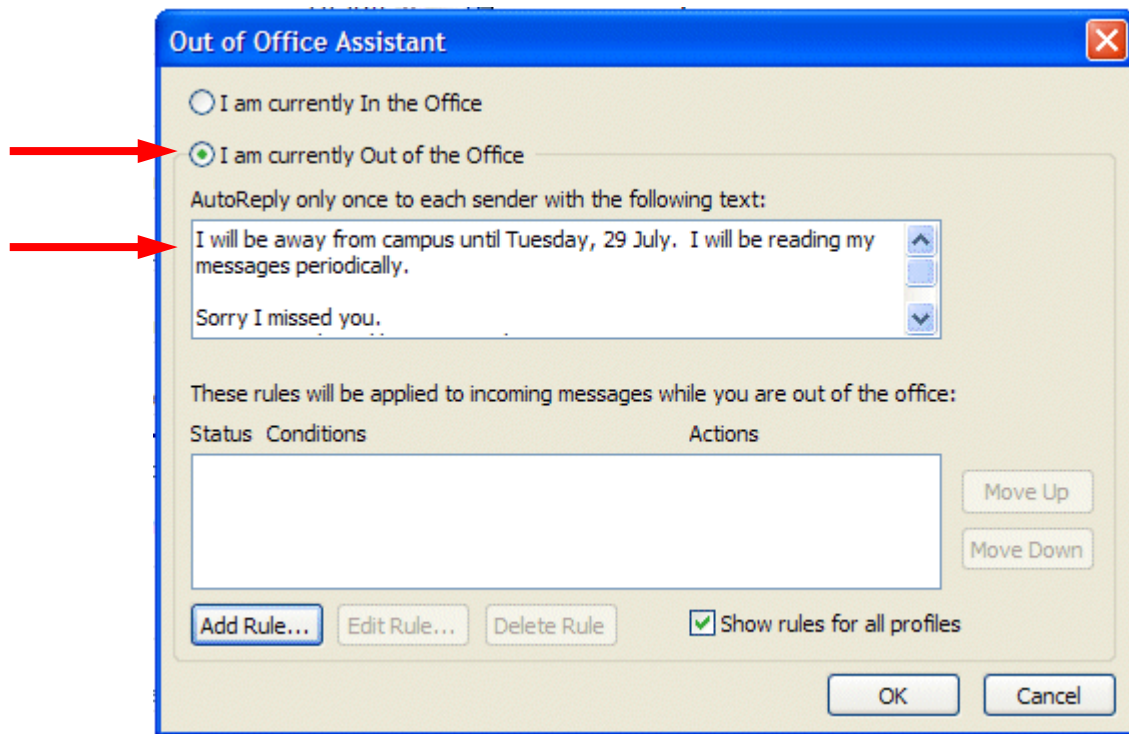 Out of Office Assistant
I am currently In the Office
I am currently Out of the Office
AutoReply only once to each sender with the following text:
I will be away from campus until Tuesday, 29 July.  I will be reading my
messages periodically.
Sorry I missed you.
These rules will be applied to incoming messages while you are out of the office:
Status Conditions Actions
Move Up
Move Down
Add Rule... Edit Rule... Delete Rule Show rules for all profiles
OK Cancel